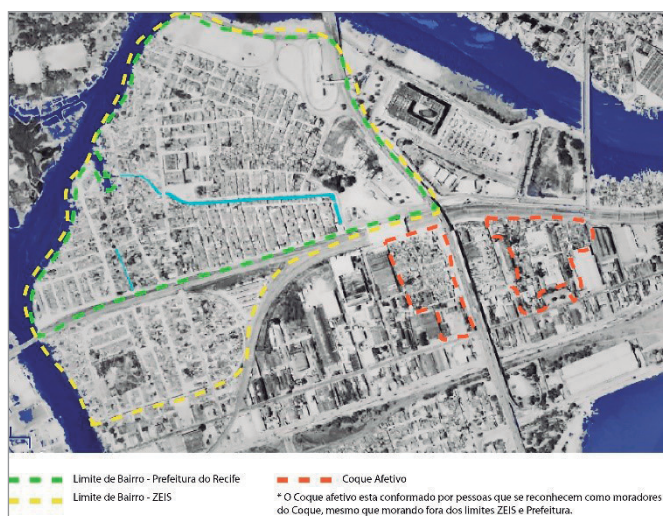 Limite de Bairro - Prefeitura do Recife
Limite de Bairro - ZEIS
Coque Afetivo
* O Coque afetivo esta conformado por pessoas que se reconhecem como moradores
do Coque, mesmo que morando fora dos limites ZEIS e Prefeitura.